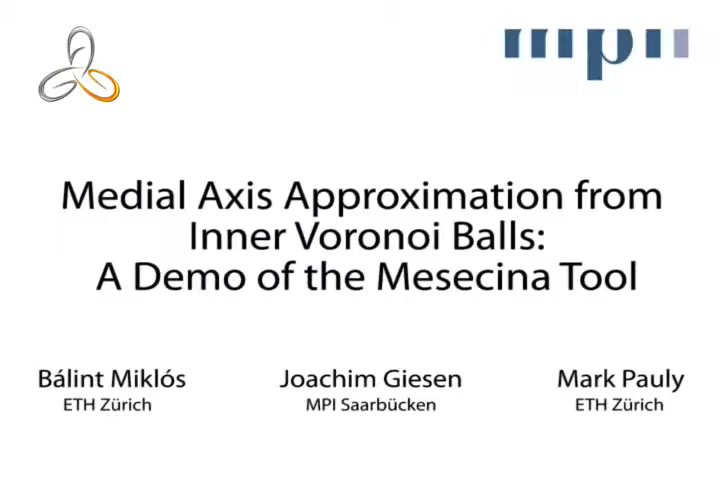 mpii
Medial Axis Approximation from
Inner Voronoi Balls:
A Demo of the Mesecina Tool
Bálint Miklós
Joachim Giesen
Mark Pauly
ETH Zürich
MPI Saarbücken
ETH Zürich